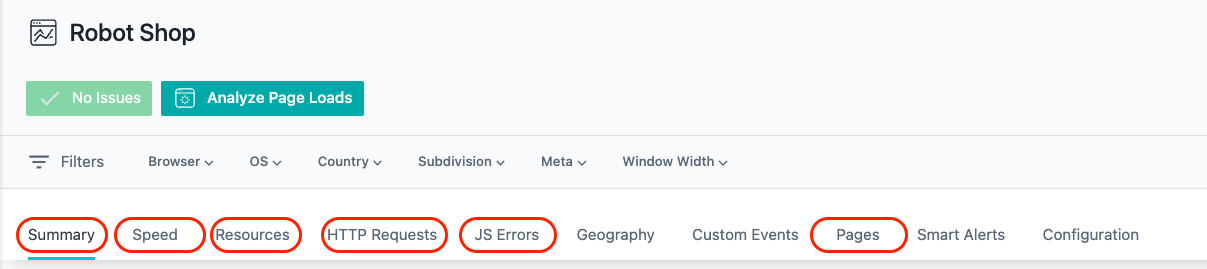 Robot Shop
No Issues Analyze Page Loads
Filters Browser OS Country Subdivision Meta Window Width
Summary Speed Resources HTTP Requests JS Errors Geography Custom Events Pages Smart Alerts Configuration